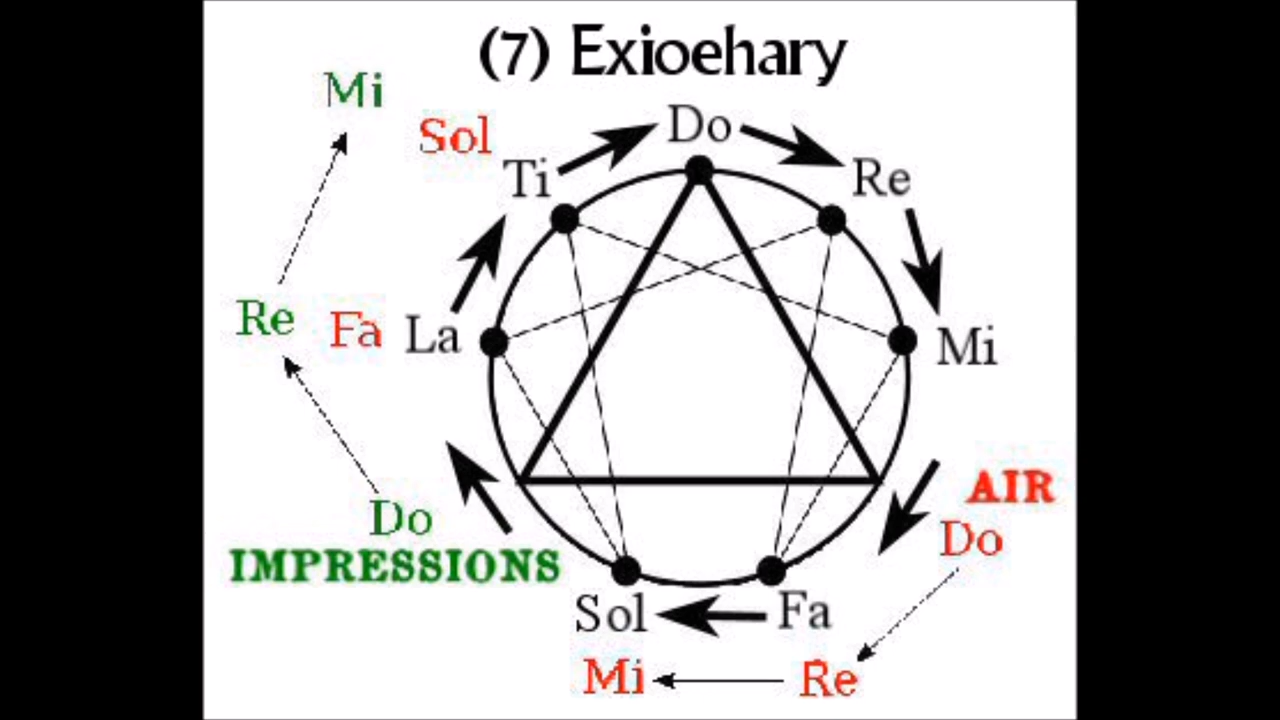 (7) Exioehary
Mi
Sol
Do
Ti
Re
Re
Fa
La
Mi
AIR
Do
Do
IMPRESSIONS
Sol
Fa
Mi
Re